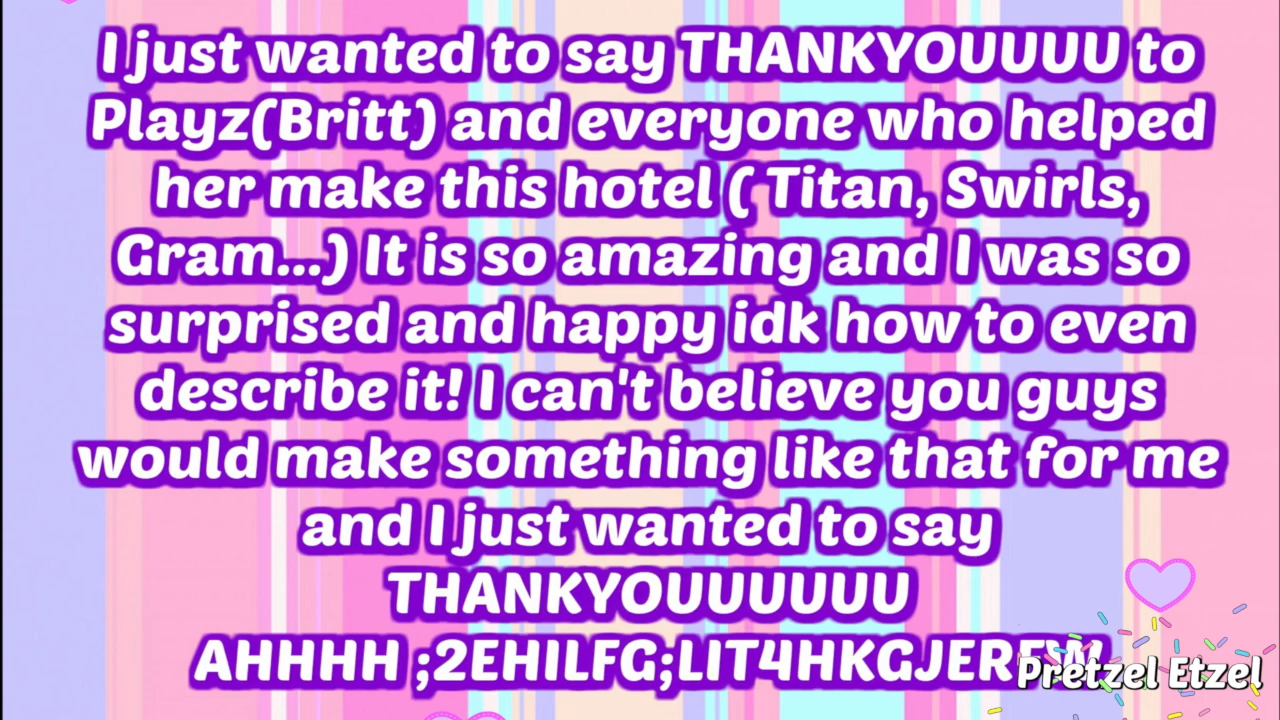 I just wanted to say THANKYOUUUU to
Playz(Britt) and everyone who helped
her make this hotel ( Titan, Swirls,
Gram...) It is so amazing and I was so
surprised and happy idk how to even
describe it! I can't believe you guys
would make something like that for me
and I just wanted to say
THANKYOUUUUUU
AHHHH ;2EHILFG;LIT4HKGJERFSM
Pretzel Etzel